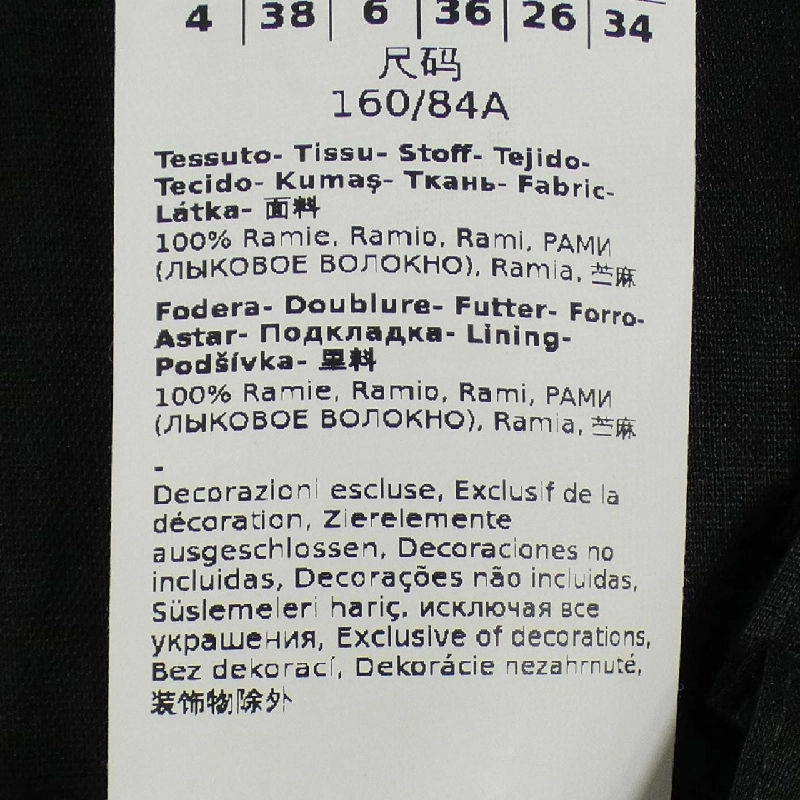 4 | 38 | 6 | 36 | 26 | 34
尺码
160/84A
Tessuto- Tissu- Stoff- Tejido-
Tecido- Kumaş- Ткань- Fabric-
Látka- 面料
100% Ramie, Ramio, Rami, РАМИ
(ЛЫКОВОЕ ВОЛОКНО), Ramia, 苎麻
Fodera- Doublure- Futter- Forro-
Astar- Подкладка- Lining-
Podšívka- 里料
100% Ramie, Ramio, Rami, РАМИ
(ЛЫКОВОЕ ВОЛОКНО), Ramia, 苎麻
-
Decorazioni escluse, Exclusif de la
décoration, Zierelemente
ausgeschlossen, Decoraciones no
incluidas, Decorações não incluidas,
Süslemeleri hariç, исключая все
украшения, Exclusive of decorations,
Bez dekorací, Dekorácie nezahrnuté,
装饰物除外